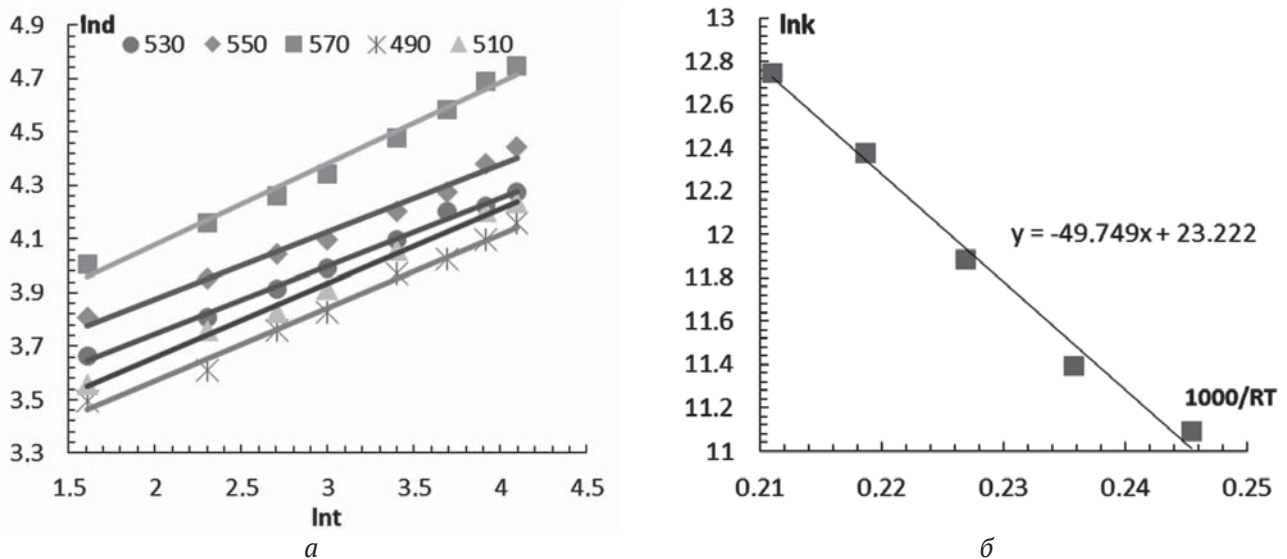 lnd
● 530 ◆ 550 ■ 570 ✳ 490 ▲ 510
4.9
4.7
4.5
4.3
4.1
3.9
3.7
3.5
3.3
1.5 2 2.5 3 3.5 4 4.5
lnt
а
lnk
13
12.8
12.6
12.4
12.2
12
11.8
11.6
11.4
11.2
11
y = -49.749x + 23.222
1000/RT
0.21 0.22 0.23 0.24 0.25
б